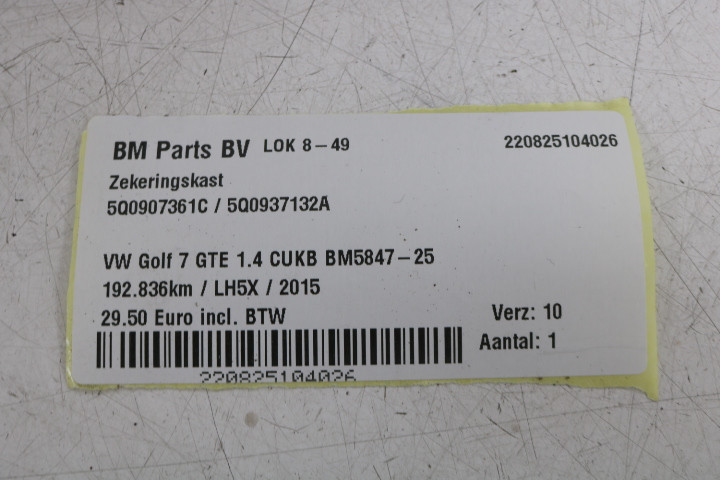 BM Parts BV LOK 8-49 220825104026
Zekeringskast
5Q0907361C / 5Q0937132A
VW Golf 7 GTE 1.4 CUKB BM5847-25
192.836km / LH5X / 2015
29.50 Euro incl. BTW Verz: 10
Aantal: 1
220825104026